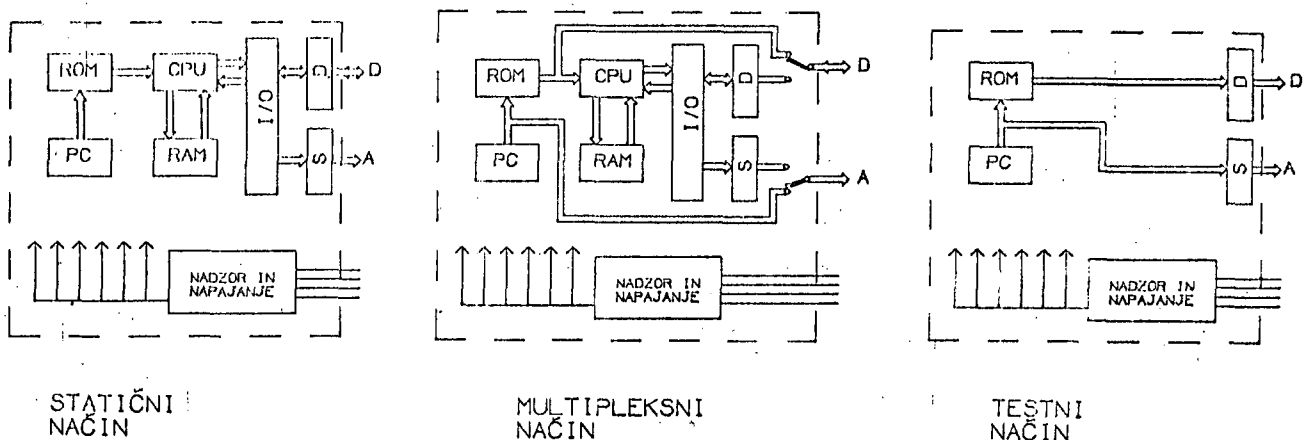 ROM
CPU
I/O
D
D
PC
RAM
S
A
NADZOR IN
NAPAJANJE
STATIČNI
NAČIN
ROM
CPU
I/O
D
D
PC
RAM
S
A
NADZOR IN
NAPAJANJE
MULTIPLEKSNI
NAČIN
ROM
D
D
PC
S
A
NADZOR IN
NAPAJANJE
TESTNI
NAČIN